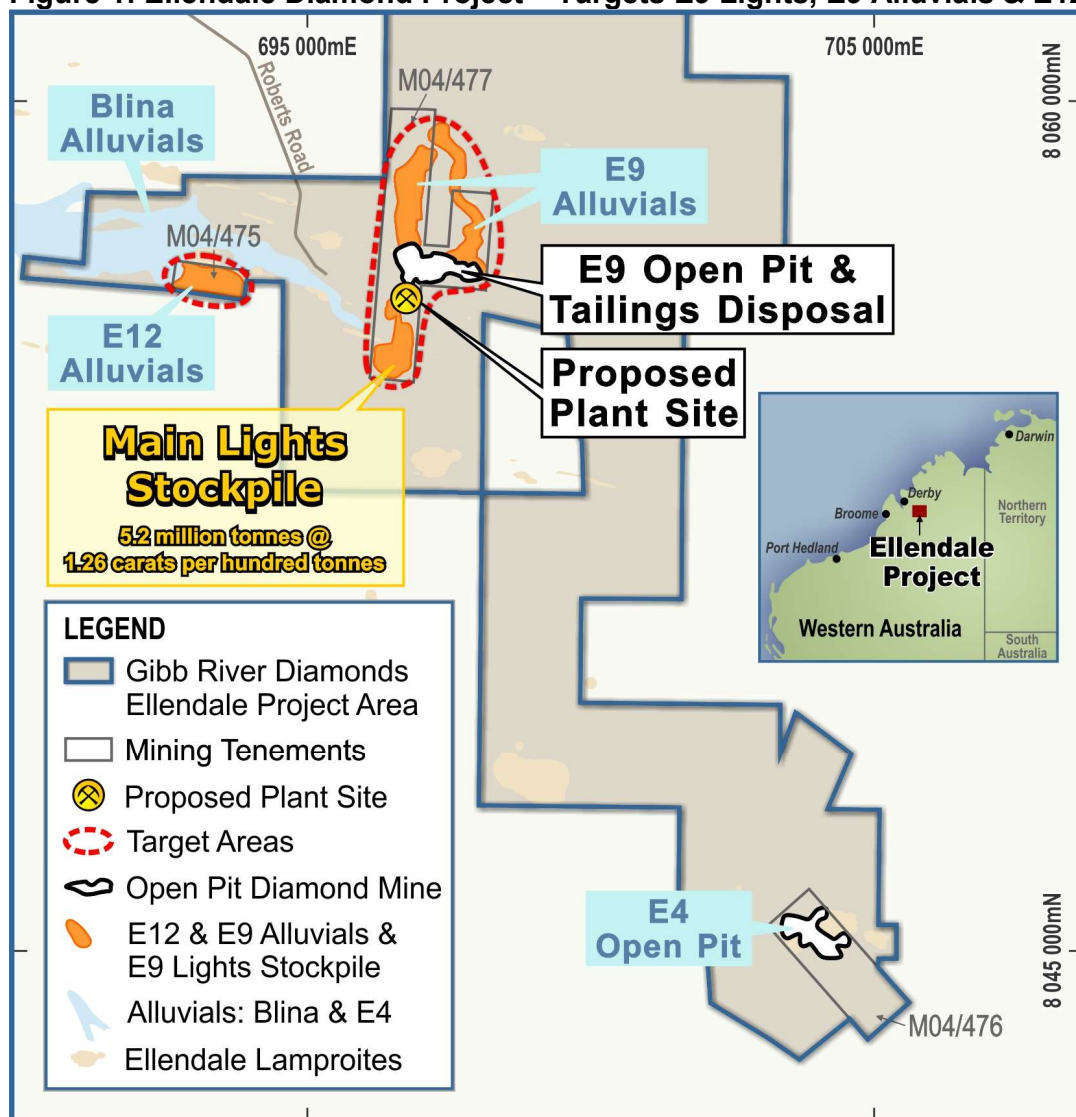 695 000mE
705 000mE
8 060 000mN
Roberts Road
M04/477
Blina
Alluvials
E9
Alluvials
M04/475
E9 Open Pit &
Tailings Disposal
E12
Alluvials
Proposed
Plant Site
Main Lights
Stockpile
5.2 million tonnes @
1.26 carats per hundred tonnes
Darwin
Derby
Broome
Northern
Territory
Port Hedland
Ellendale
Project
Western Australia
South
Australia
LEGEND
Gibb River Diamonds
Ellendale Project Area
Mining Tenements
Proposed Plant Site
Target Areas
Open Pit Diamond Mine
E12 & E9 Alluvials &
E9 Lights Stockpile
Alluvials: Blina & E4
Ellendale Lamproites
E4
Open Pit
8 045 000mN
M04/476